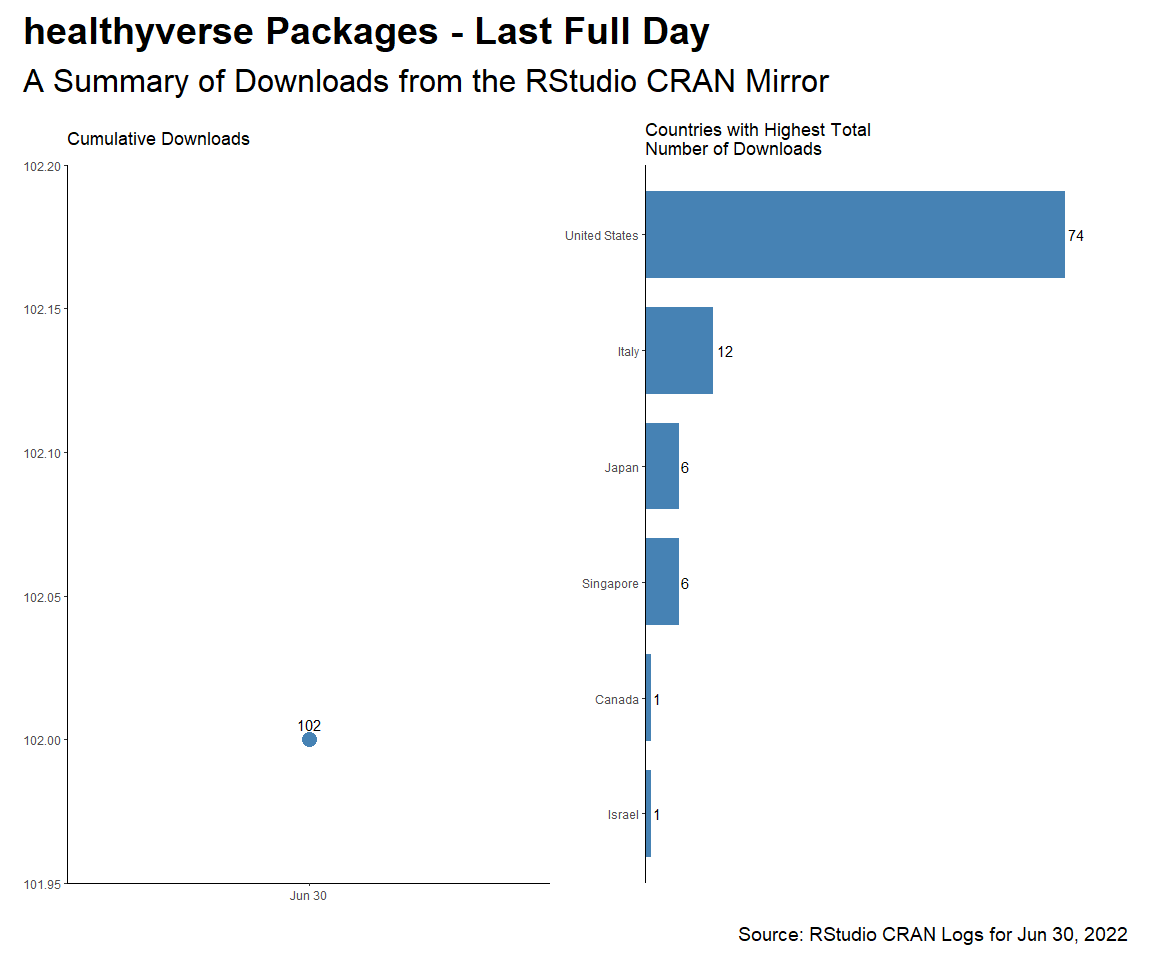 healthyverse Packages - Last Full Day
A Summary of Downloads from the RStudio CRAN Mirror
Cumulative Downloads
102.20
102.15
102.10
102.05
102.00
101.95
102
Jun 30
Countries with Highest Total
Number of Downloads
United States
74
Italy
12
Japan
6
Singapore
6
Canada
1
Israel
1
Source: RStudio CRAN Logs for Jun 30, 2022